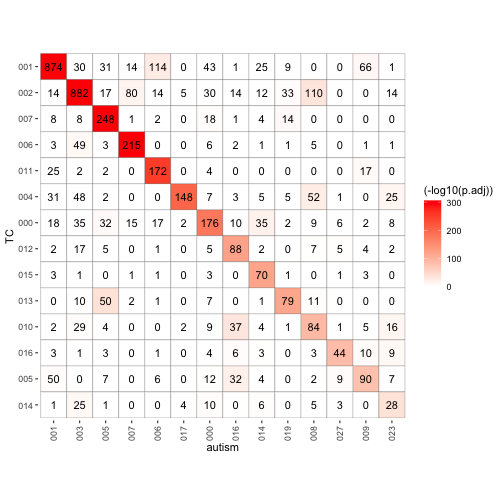 001 874 30 31 14 114 0 43 1 25 9 0 0 66 1
002 14 882 17 80 14 5 30 14 12 33 110 0 0 14
007 8 8 248 1 2 0 18 1 4 14 0 0 0 0
006 3 49 3 215 0 0 6 2 1 1 5 0 1 1
011 25 2 2 0 172 0 4 0 0 0 0 0 17 0
004 31 48 2 0 0 148 7 3 5 5 52 1 0 25
000 18 35 32 15 17 2 176 10 35 2 9 6 2 8
012 2 17 5 0 1 0 5 88 2 0 7 5 4 2
015 3 1 0 1 1 0 3 0 70 1 0 1 3 0
013 0 10 50 2 1 0 7 0 1 79 11 0 0 0
010 2 29 4 0 0 2 9 37 4 1 84 1 5 16
016 3 1 3 0 1 0 4 6 3 0 3 44 10 9
005 50 0 7 0 6 0 12 32 4 0 2 9 90 7
014 1 25 1 0 0 4 10 0 6 0 5 3 0 28
001 003 005 007 006 017 000 016 014 019 008 027 009 023
autism
TC
(-log10(p.adj))
300
200
100
0